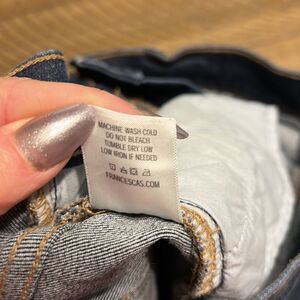 MACHINE WASH COLD
DO NOT BLEACH
TUMBLE DRY LOW
LOW IRON IF NEEDED
FRANCESCAS.COM